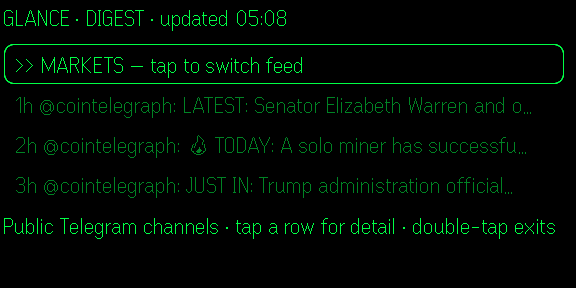 GLANCE · DIGEST · updated 05:08
>> MARKETS — tap to switch feed
1h @cointelegraph: LATEST: Senator Elizabeth Warren and o...
2h @cointelegraph: 🔥 TODAY: A solo miner has successfu...
3h @cointelegraph: JUST IN: Trump administration official...
Public Telegram channels · tap a row for detail · double-tap exits